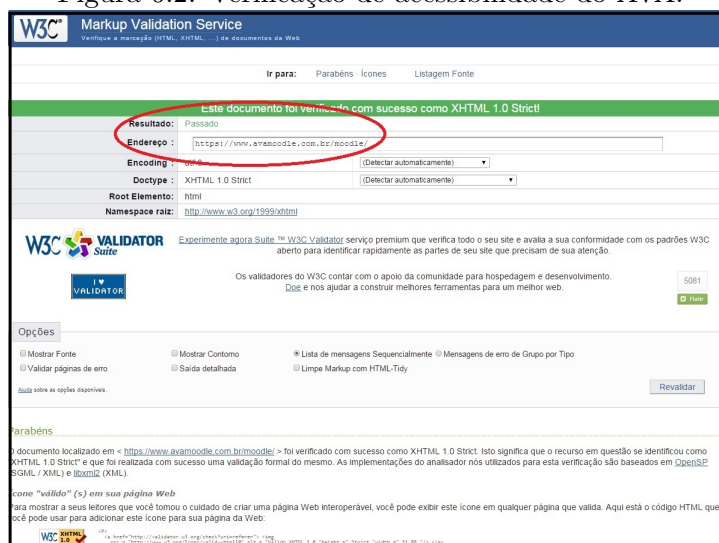 Figura 6.2: Verificação de acessibilidade do AVA.
W3C® Markup Validation Service
Verifique a marcação (HTML, XHTML, ...) de documentos da Web
Ir para: Parabéns · Ícones Listagem Fonte
Este documento foi verificado com sucesso como XHTML 1.0 Strict!
Resultado: Passado
Endereço : https://www.avamoodle.com.br/moodle/
Encoding : utf-8 (Detectar automaticamente)
Doctype : XHTML 1.0 Strict (Detectar automaticamente)
Root Elemento: html
Namespace raiz: http://www.w3.org/1999/xhtml
W3C VALIDATOR Suite
Experimente agora Suite ™ W3C Validator serviço premium que verifica todo o seu site e avalia a sua conformidade com os padrões W3C
aberto para identificar rapidamente as partes de seu site que precisam de sua atenção.
I ♥ VALIDATOR
Os validadores do W3C contar com o apoio da comunidade para hospedagem e desenvolvimento.
Doe e nos ajudar a construir melhores ferramentas para um melhor web.
5081
Flattr
Opções
Mostrar Fonte Mostrar Contorno Lista de mensagens Sequencialmente Mensagens de erro de Grupo por Tipo
Validar páginas de erro Saída detalhada Limpe Markup com HTML-Tidy
Ajuda sobre as opções disponíveis.
Revalidar
Parabéns
O documento localizado em < https://www.avamoodle.com.br/moodle/ > foi verificado com sucesso como XHTML 1.0 Strict. Isto significa que o recurso em questão se identificou como
"XHTML 1.0 Strict" e que foi realizada com sucesso uma validação formal do mesmo. As implementações do analisador nós utilizados para esta verificação são baseados em OpenSP
(SGML / XML) e libxml2 (XML).
Ícone "válido" (s) em sua página Web
Para mostrar a seus leitores que você tomou o cuidado de criar uma página Web interoperável, você pode exibir este ícone em qualquer página que valida. Aqui está o código HTML que
você pode usar para adicionar este ícone para sua página da Web:
W3C XHTML 1.0